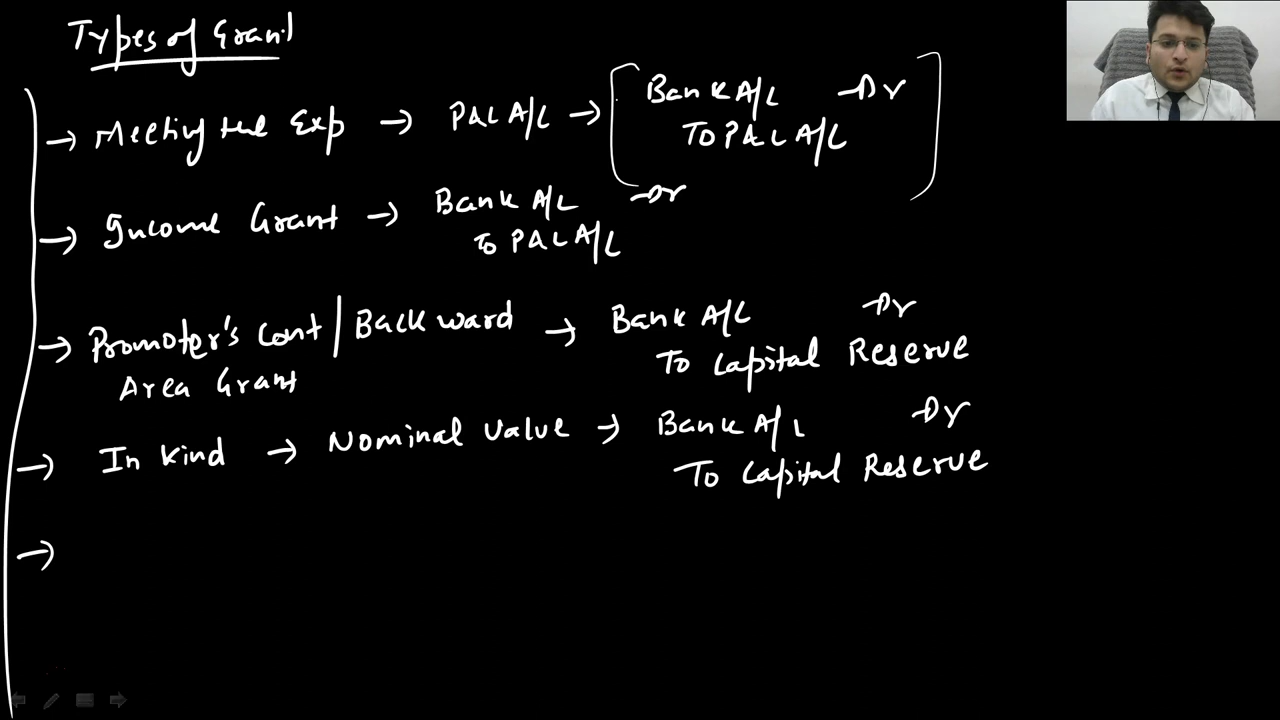 Types of Grant
→ Meeting the Exp → P&L A/L → Bank A/L Dr
To P&L A/L
→ Income Grant → Bank A/L Dr
To P&L A/L
→ Promoter's Cont / Backward → Bank A/L Dr
Area Grant To Capital Reserve
→ In Kind → Nominal Value → Bank A/L Dr
To Capital Reserve
→